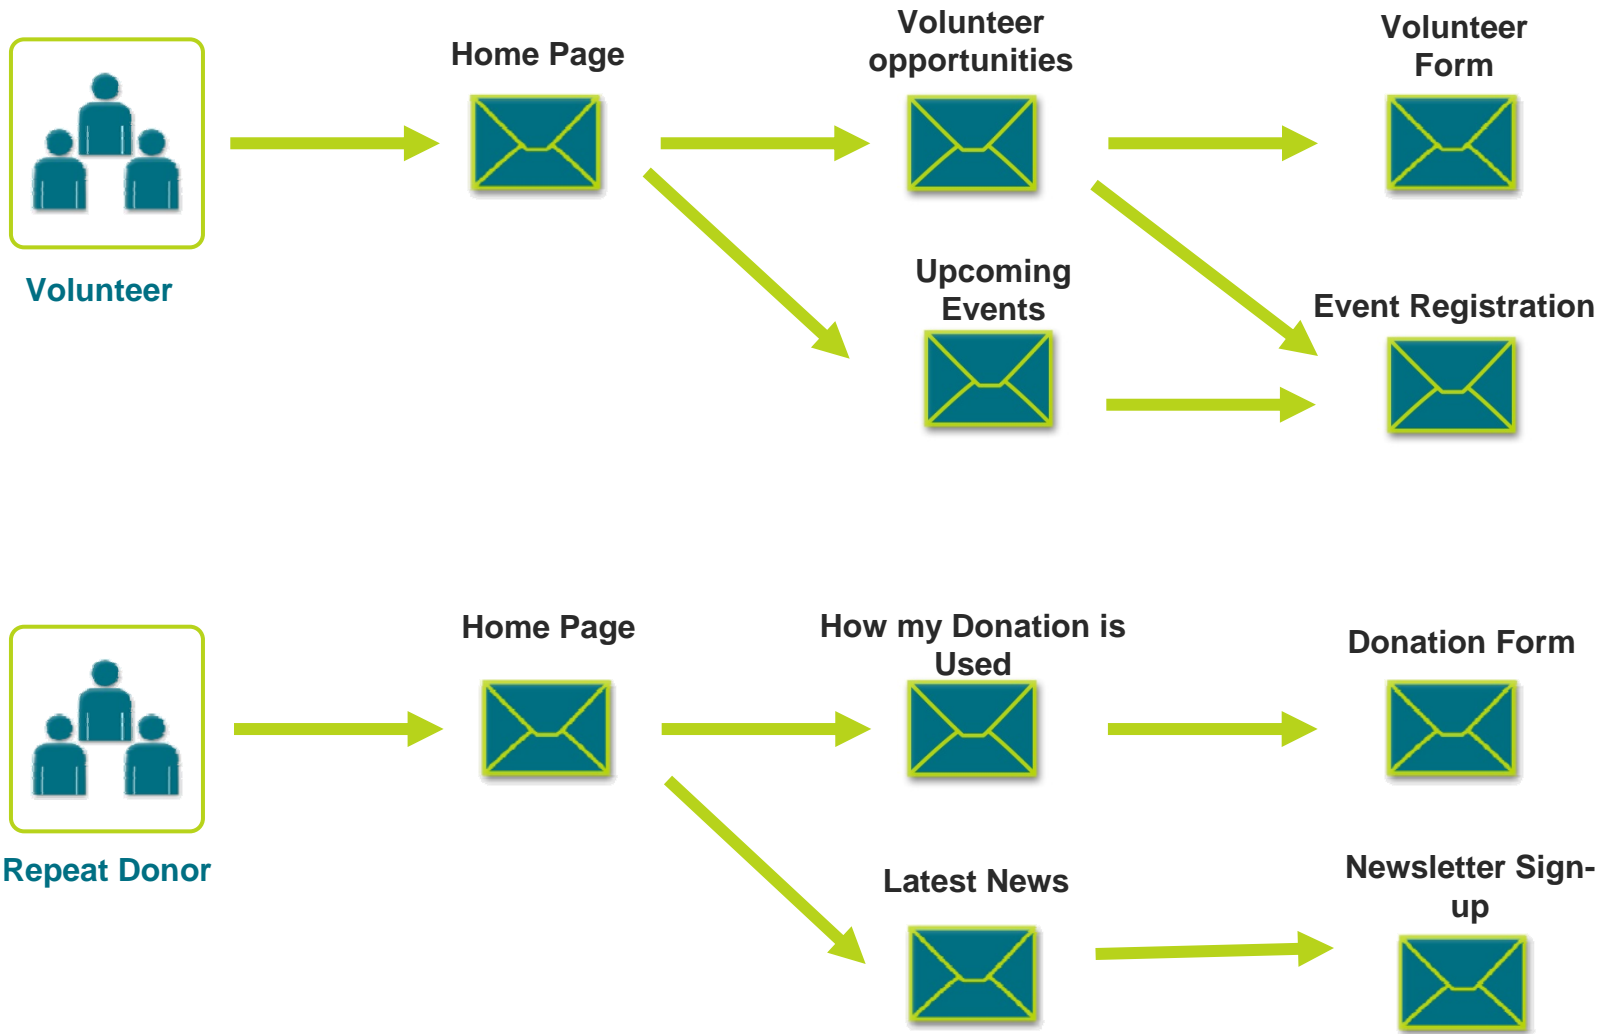 Volunteer
Home Page
Volunteer
opportunities
Volunteer
Form
Upcoming
Events
Event Registration
Repeat Donor
Home Page
How my Donation is
Used
Donation Form
Latest News
Newsletter Sign-
up